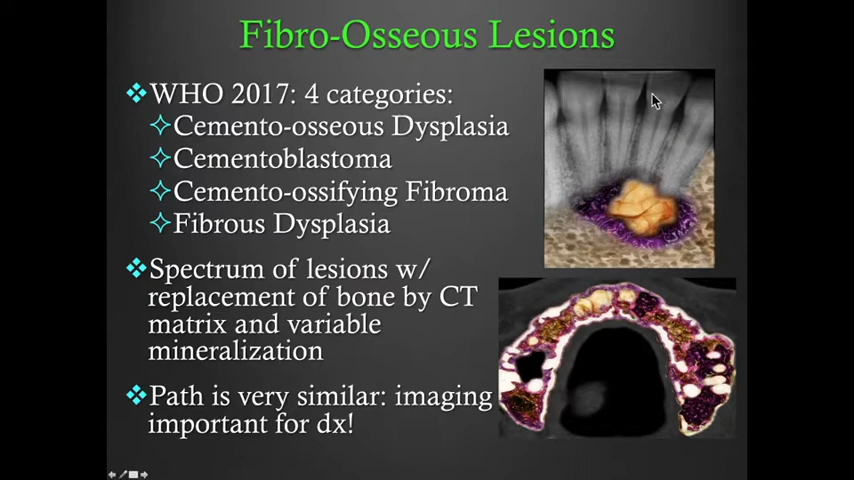 Fibro-Osseous Lesions
WHO 2017: 4 categories:
Cemento-osseous Dysplasia
Cementoblastoma
Cemento-ossifying Fibroma
Fibrous Dysplasia
Spectrum of lesions w/
replacement of bone by CT
matrix and variable
mineralization
Path is very similar: imaging
important for dx!